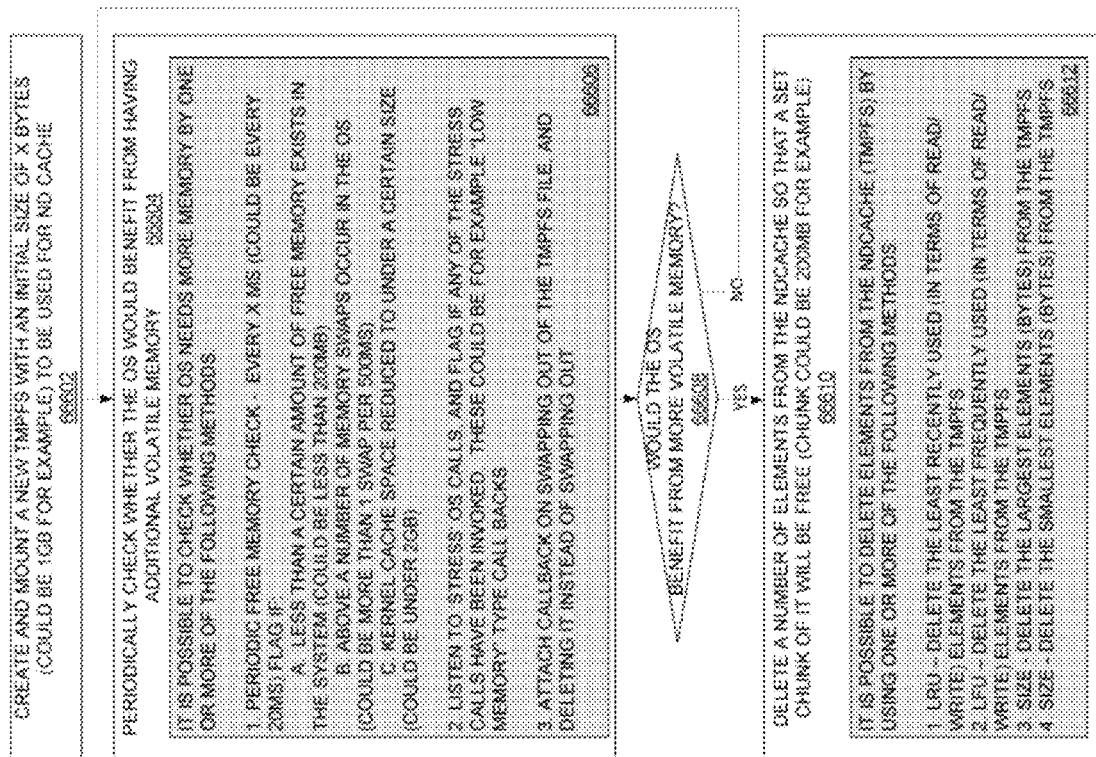 CREATE AND MOUNT A NEW TMPFS WITH AN INITIAL SIZE OF X BYTES
(COULD BE 1GB FOR EXAMPLE) TO BE USED FOR ND CACHE
66602
PERIODICALLY CHECK WHETHER THE OS WOULD BENEFIT FROM HAVING
ADDITIONAL VOLATILE MEMORY 66604
IT IS POSSIBLE TO CHECK WHETHER OS NEEDS MORE MEMORY BY ONE
OR MORE OF THE FOLLOWING METHODS
1. PERIODIC FREE MEMORY CHECK - EVERY X MS (COULD BE EVERY
20MS) FLAG IF:
A. LESS THAN A CERTAIN AMOUNT OF FREE MEMORY EXISTS IN
THE SYSTEM (COULD BE LESS THAN 200MB)
B. ABOVE A NUMBER OF MEMORY SWAPS OCCUR IN THE OS
(COULD BE MORE THAN 1 SWAP PER 500MS)
C. KERNEL CACHE SPACE REDUCED TO UNDER A CERTAIN SIZE
(COULD BE UNDER 2GB)
2. LISTEN TO STRESS OS CALLS, AND FLAG IF ANY OF THE STRESS
CALLS HAVE BEEN INVOKED. THESE COULD BE FOR EXAMPLE "LOW
MEMORY TYPE CALL BACKS
3. ATTACH CALLBACK ON SWAPPING OUT OF THE TMPFS FILE, AND
DELETING IT INSTEAD OF SWAPPING OUT
66606
WOULD THE OS
BENEFIT FROM MORE VOLATILE MEMORY?
66608
NO
YES
DELETE A NUMBER OF ELEMENTS FROM THE NDCACHE SO THAT A SET
CHUNK OF IT WILL BE FREE (CHUNK COULD BE 200MB FOR EXAMPLE)
66610
IT IS POSSIBLE TO DELETE ELEMENTS FROM THE NDCACHE (TMPFS) BY
USING ONE OR MORE OF THE FOLLOWING METHODS
1. LRU - DELETE THE LEAST RECENTLY USED (IN TERMS OF READ/
WRITE) ELEMENTS FROM THE TMPFS
2. LFU - DELETE THE LEAST FREQUENTLY USED (IN TERMS OF READ/
WRITE) ELEMENTS FROM THE TMPFS
3. SIZE - DELETE THE LARGEST ELEMENTS (BYTES) FROM THE TMPFS
4. SIZE - DELETE THE SMALLEST ELEMENTS (BYTES) FROM THE TMPFS
66612